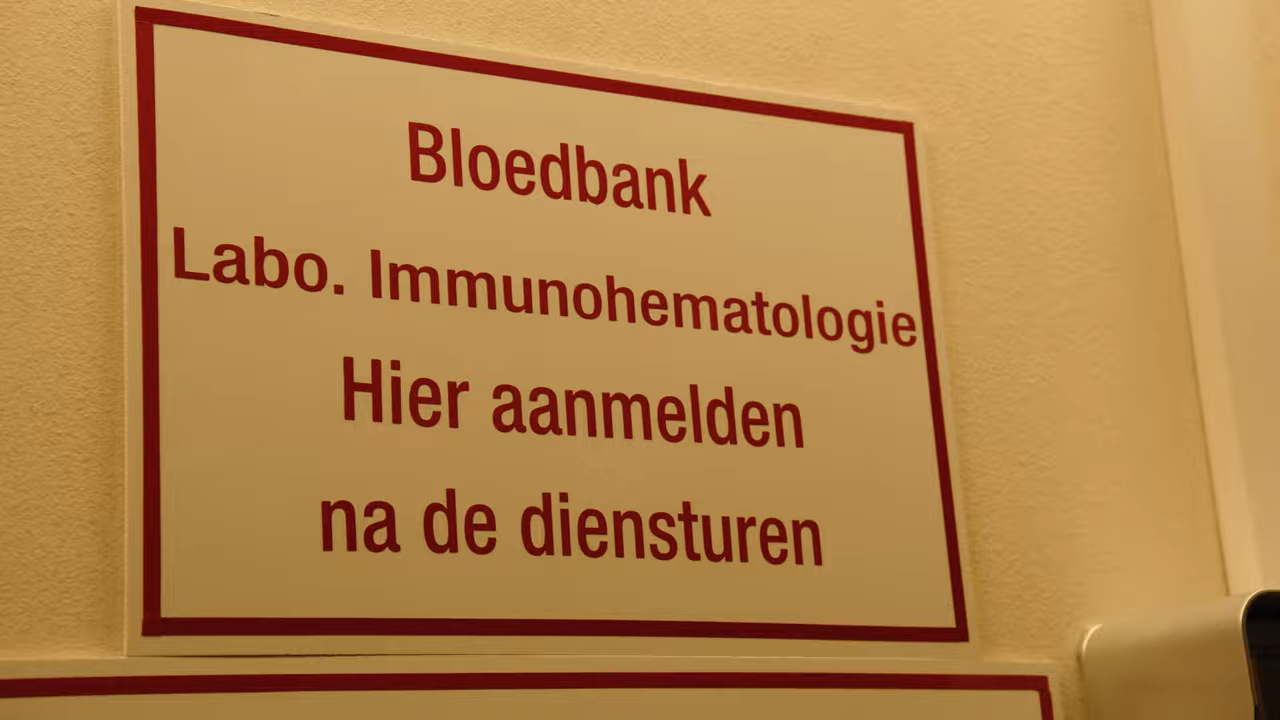 Bloedbank
Labo. Immunohematologie
Hier aanmelden
na de diensturen